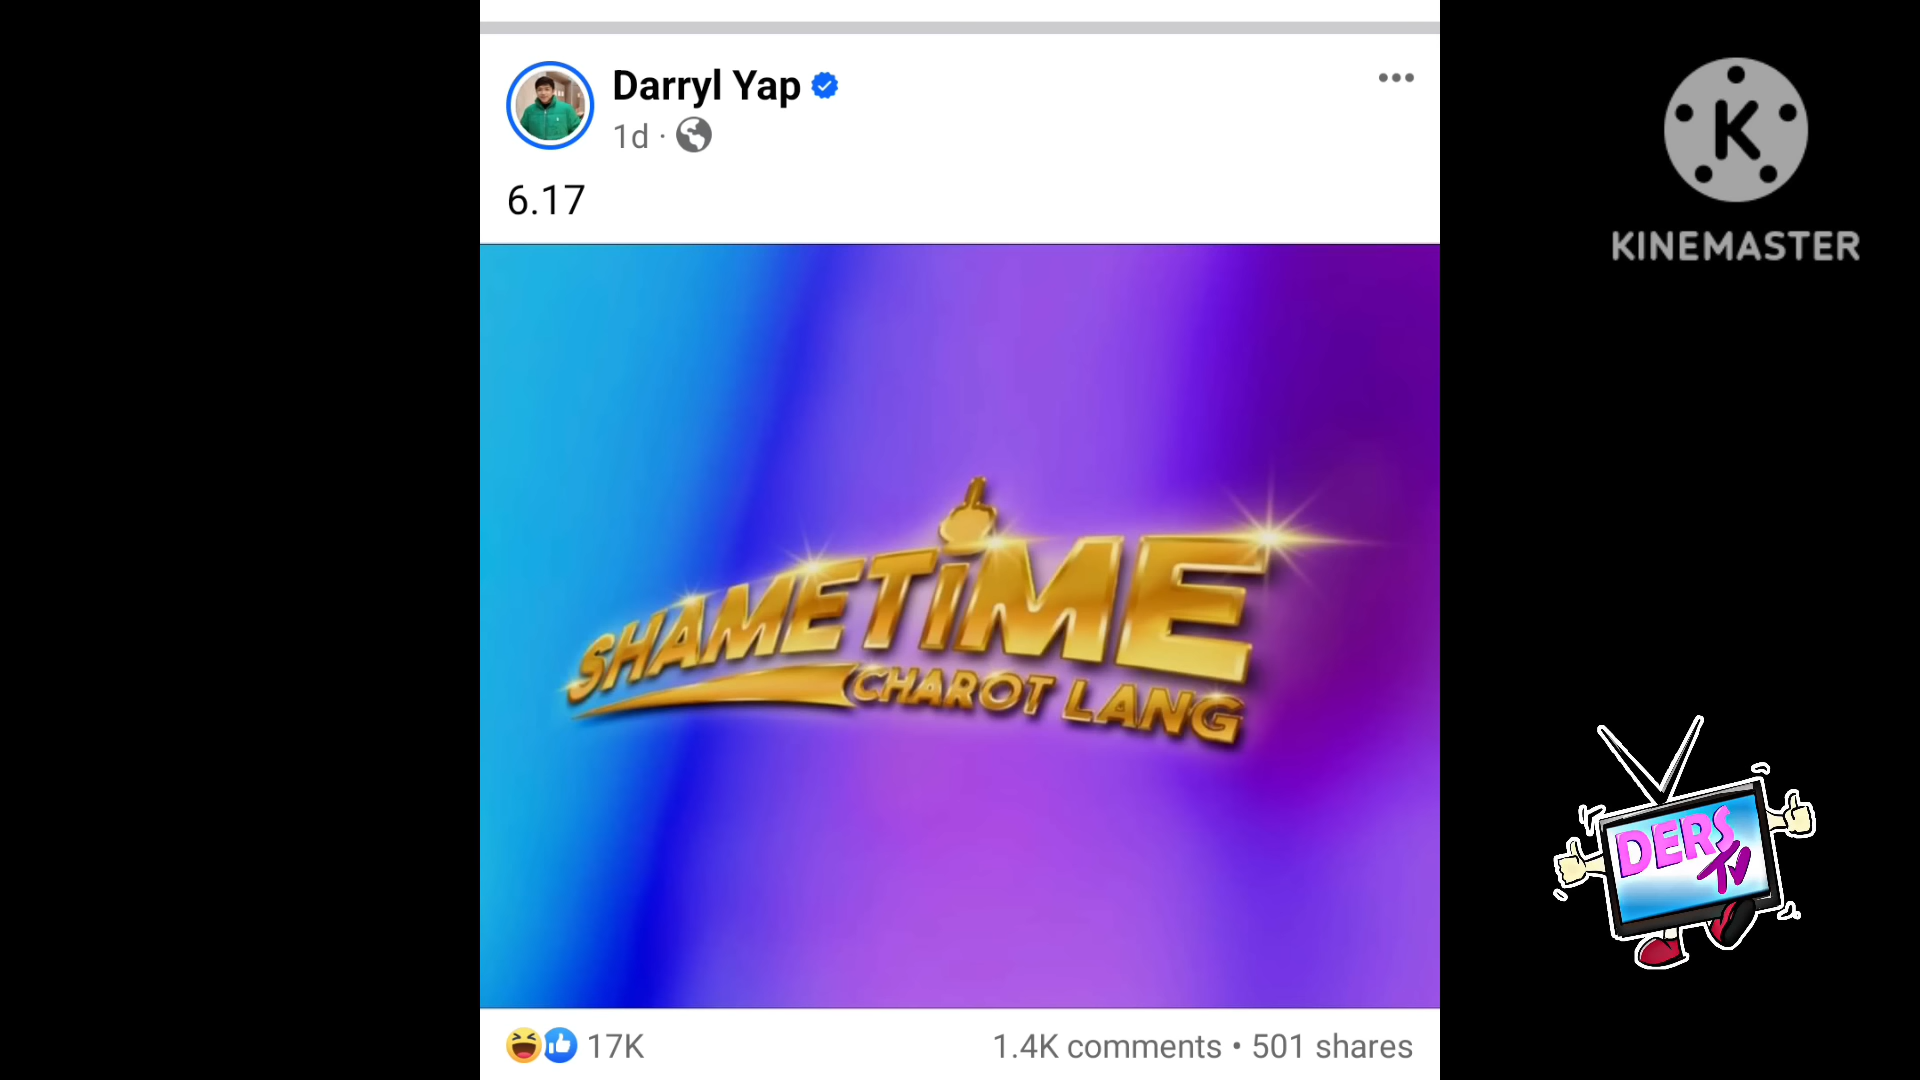 Darryl Yap
1d ·
6.17
SHAMETiME
CHAROT LANG
17K
1.4K comments • 501 shares
K
KINEMASTER
DERS
TV